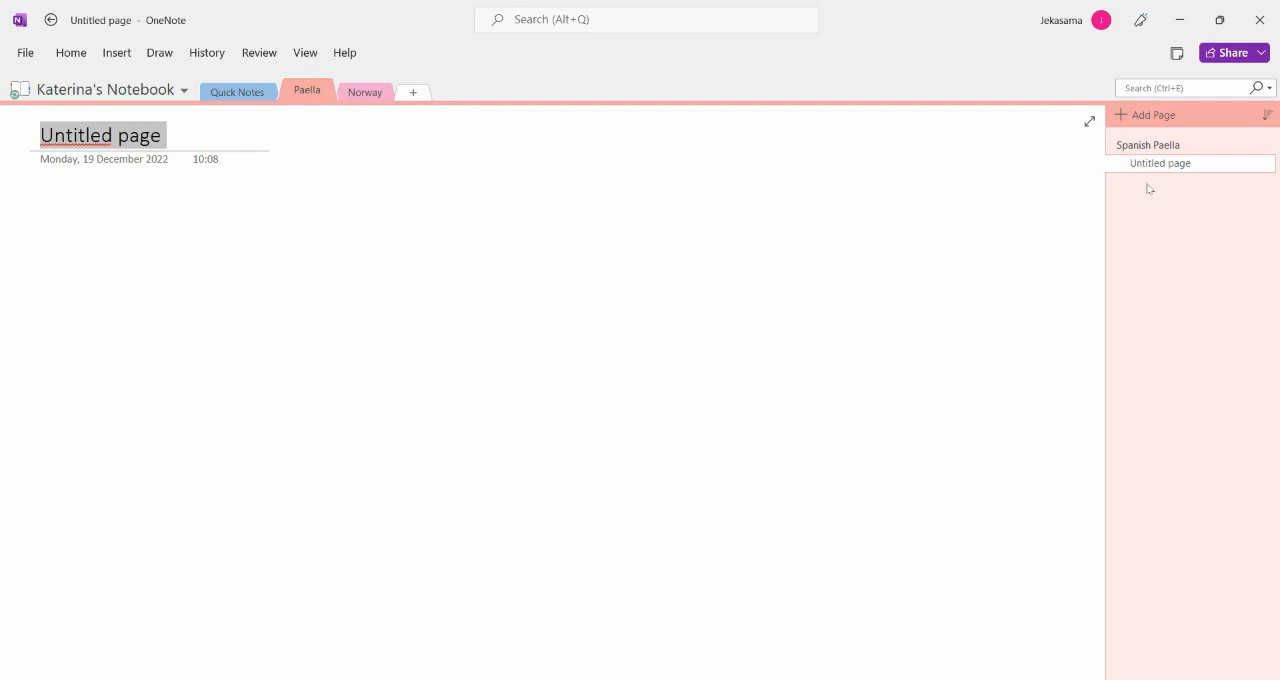 Untitled page - OneNote
Search (Alt+Q)
Jekasama
J
File Home Insert Draw History Review View Help
Share
Katerina's Notebook
Quick Notes
Paella
Norway
+
Search (Ctrl+E)
Untitled page
Monday, 19 December 2022 10:08
Add Page
Spanish Paella
Untitled page